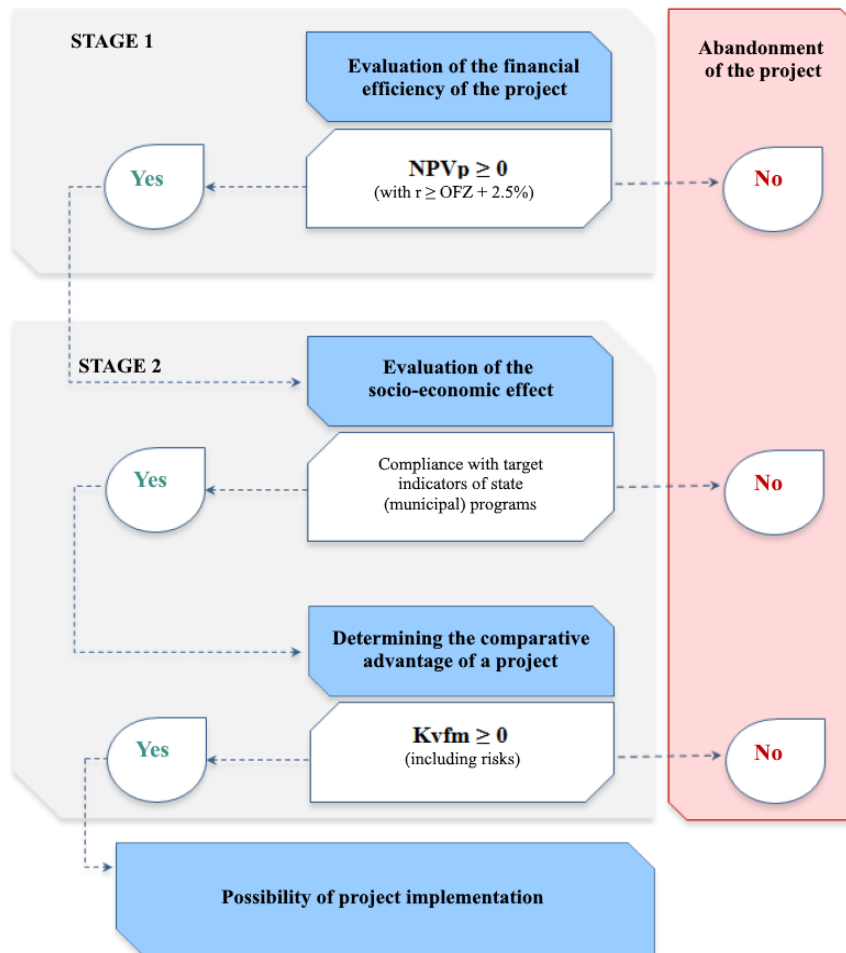 STAGE 1
Evaluation of the financial
efficiency of the project
Abandonment
of the project
Yes
NPVp ≥ 0
(with r ≥ OFZ + 2.5%)
No
STAGE 2
Evaluation of the
socio-economic effect
Yes
Compliance with target
indicators of state
(municipal) programs
No
Determining the comparative
advantage of a project
Yes
Kvfm ≥ 0
(including risks)
No
Possibility of project implementation